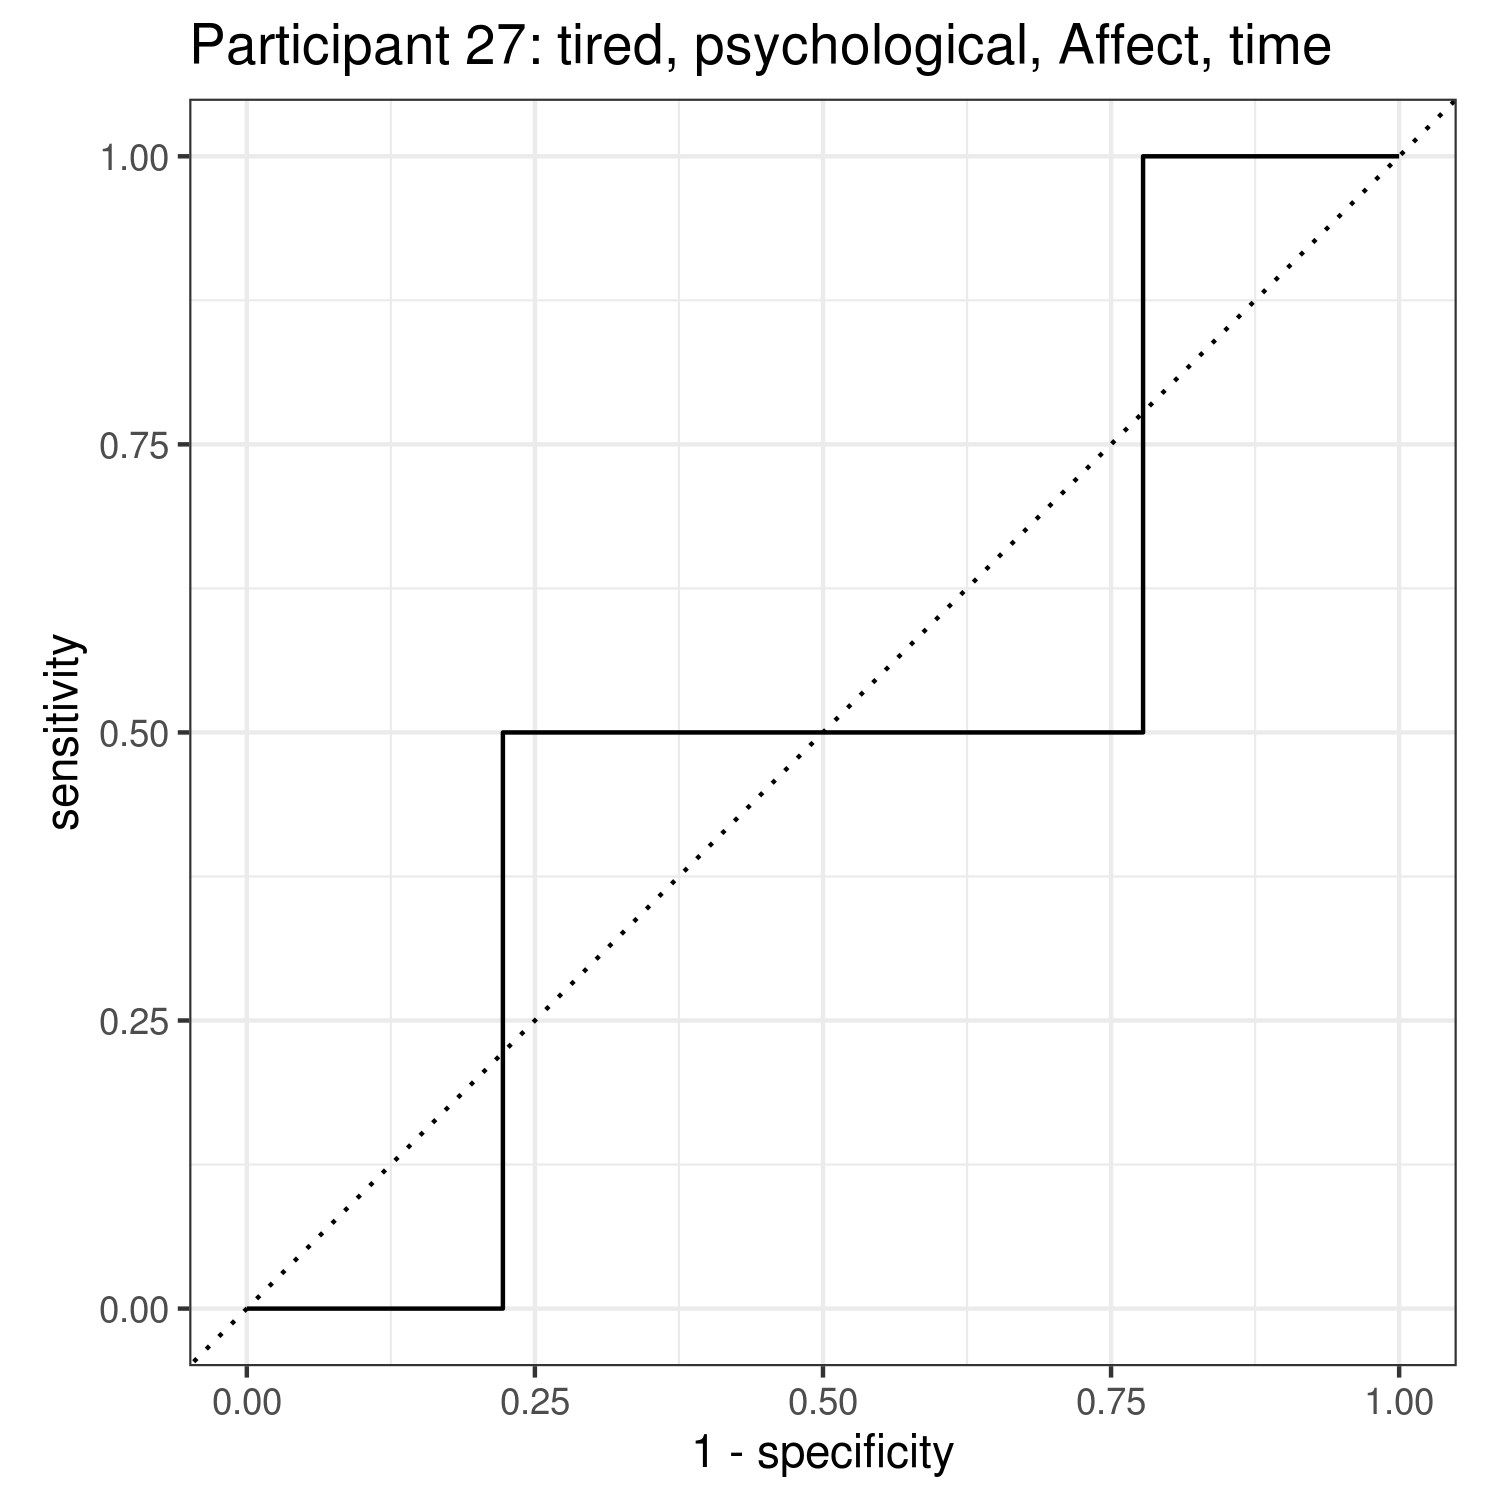 Participant 27: tired, psychological, Affect, time
1.00
0.75
0.50
0.25
0.00
sensitivity
0.00 0.25 0.50 0.75 1.00
1 - specificity